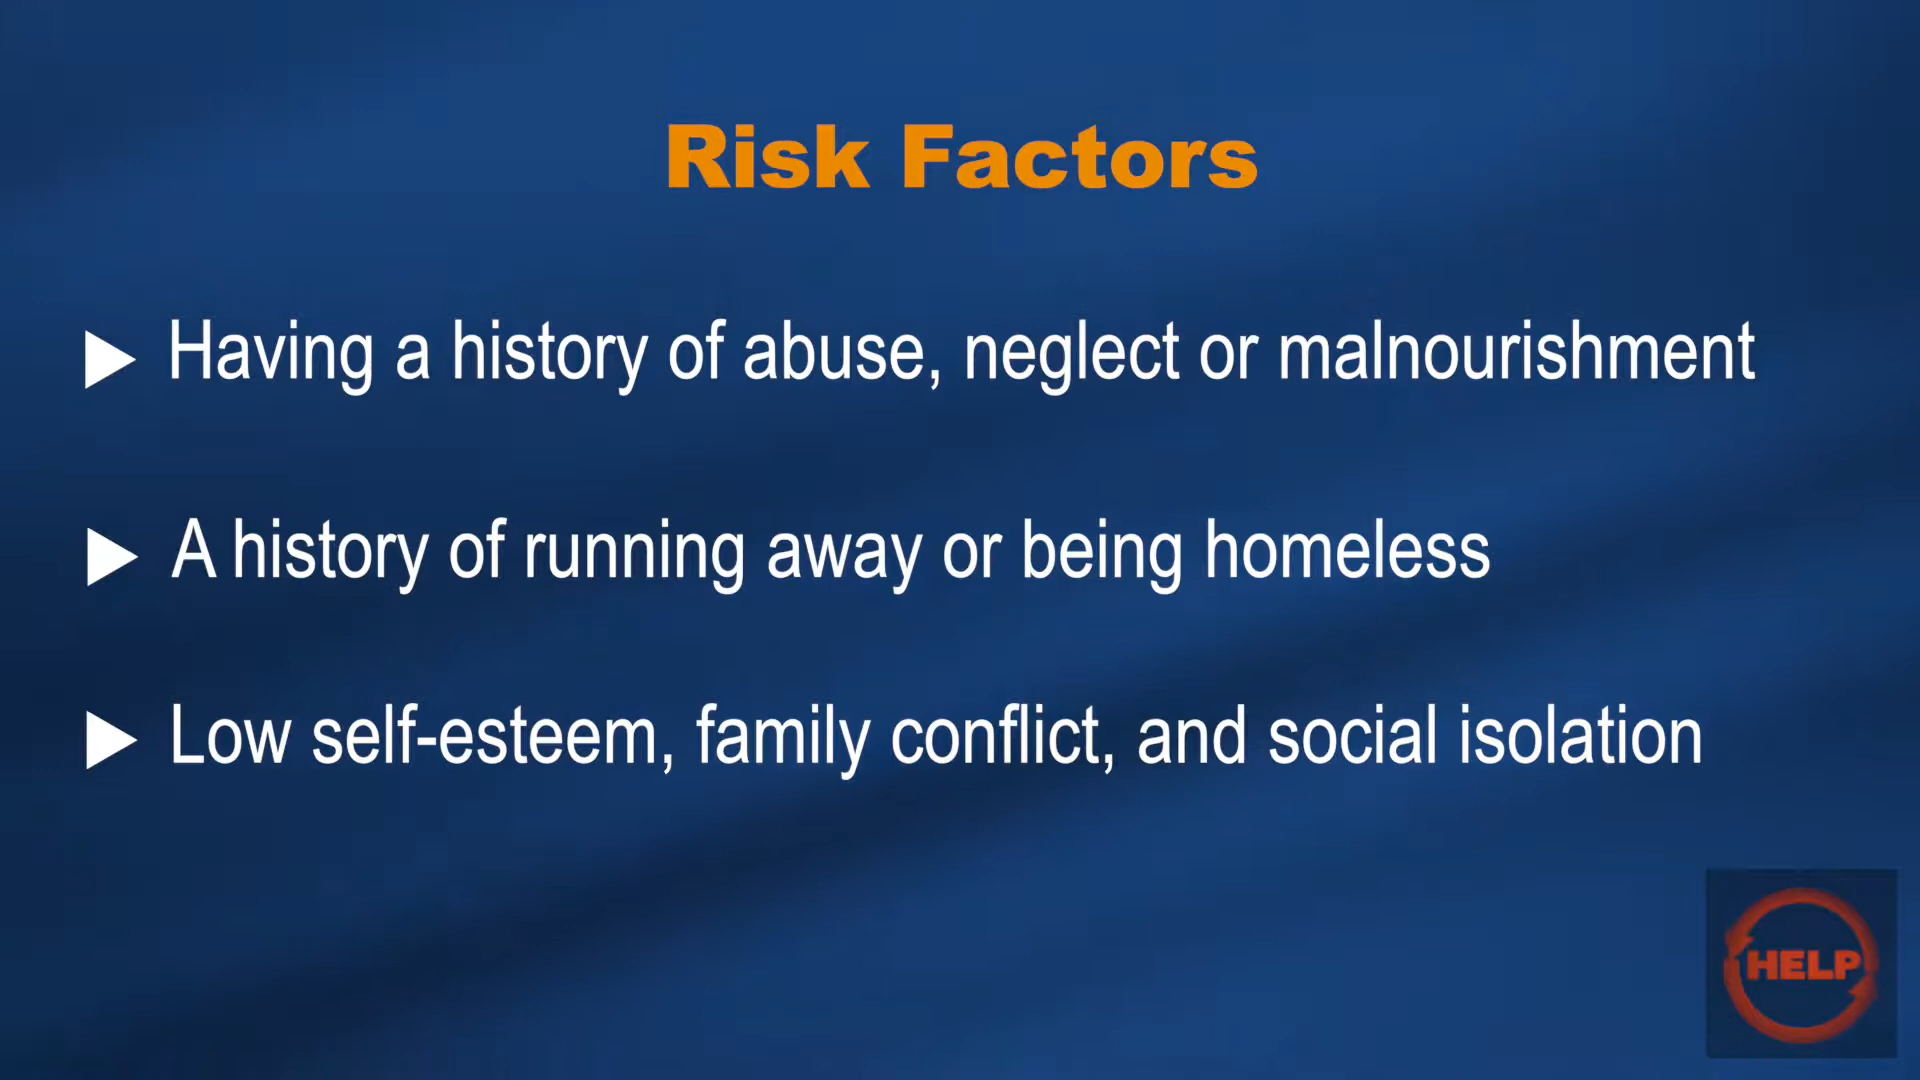 Risk Factors
Having a history of abuse, neglect or malnourishment
A history of running away or being homeless
Low self-esteem, family conflict, and social isolation
HELP